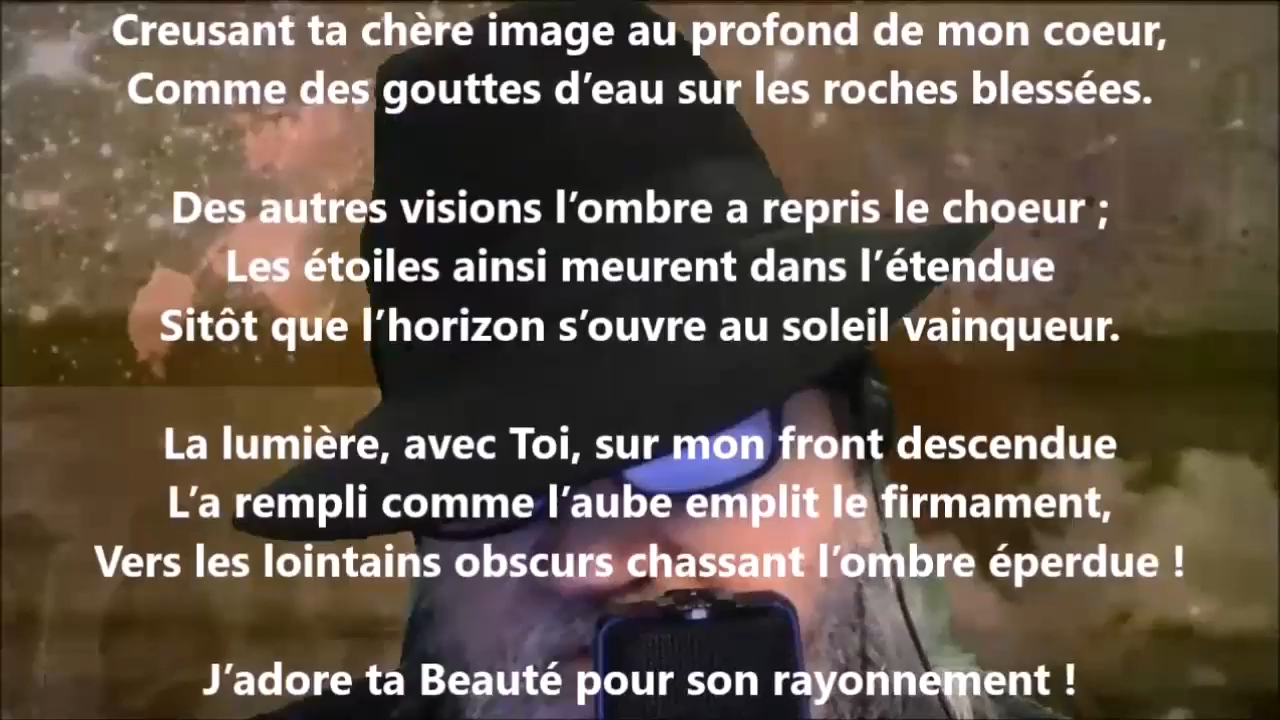 Creusant ta chère image au profond de mon coeur,
Comme des gouttes d’eau sur les roches blessées.
Des autres visions l’ombre a repris le choeur ;
Les étoiles ainsi meurent dans l’étendue
Sitôt que l’horizon s’ouvre au soleil vainqueur.
La lumière, avec Toi, sur mon front descendue
L’a rempli comme l’aube emplit le firmament,
Vers les lointains obscurs chassant l’ombre éperdue !
J’adore ta Beauté pour son rayonnement !